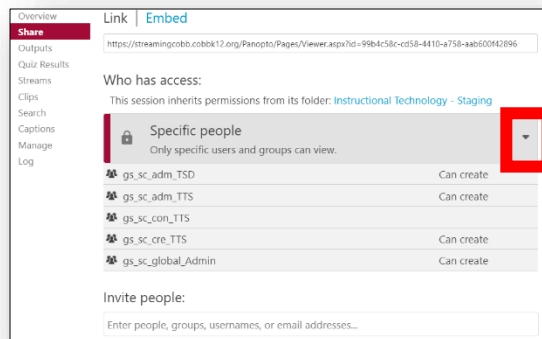 Overview
Share
Outputs
Quiz Results
Streams
Clips
Search
Captions
Manage
Log
Link | Embed
https://streamingcobb.cobbk12.org/Panopto/Pages/Viewer.aspx?id=99b4c58c-cd58-4410-a758-aab600f42896
Who has access:
This session inherits permissions from its folder: Instructional Technology - Staging
Specific people
Only specific users and groups can view.
gs_sc_adm_TSD Can create
gs_sc_adm_TTS Can create
gs_sc_con_TTS
gs_sc_cre_TTS Can create
gs_sc_global_Admin Can create
Invite people:
Enter people, groups, usernames, or email addresses...